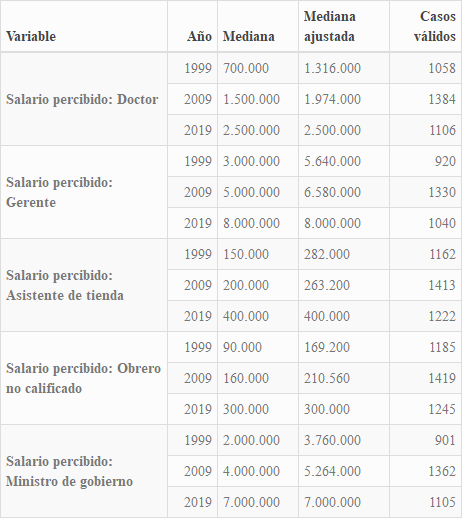 Variable Año Mediana Mediana ajustada Casos válidos
Salario percibido: Doctor 1999 700.000 1.316.000 1058
2009 1.500.000 1.974.000 1384
2019 2.500.000 2.500.000 1106
Salario percibido: Gerente 1999 3.000.000 5.640.000 920
2009 5.000.000 6.580.000 1330
2019 8.000.000 8.000.000 1040
Salario percibido: Asistente de tienda 1999 150.000 282.000 1162
2009 200.000 263.200 1413
2019 400.000 400.000 1222
Salario percibido: Obrero no calificado 1999 90.000 169.200 1185
2009 160.000 210.560 1419
2019 300.000 300.000 1245
Salario percibido: Ministro de gobierno 1999 2.000.000 3.760.000 901
2009 4.000.000 5.264.000 1362
2019 7.000.000 7.000.000 1105